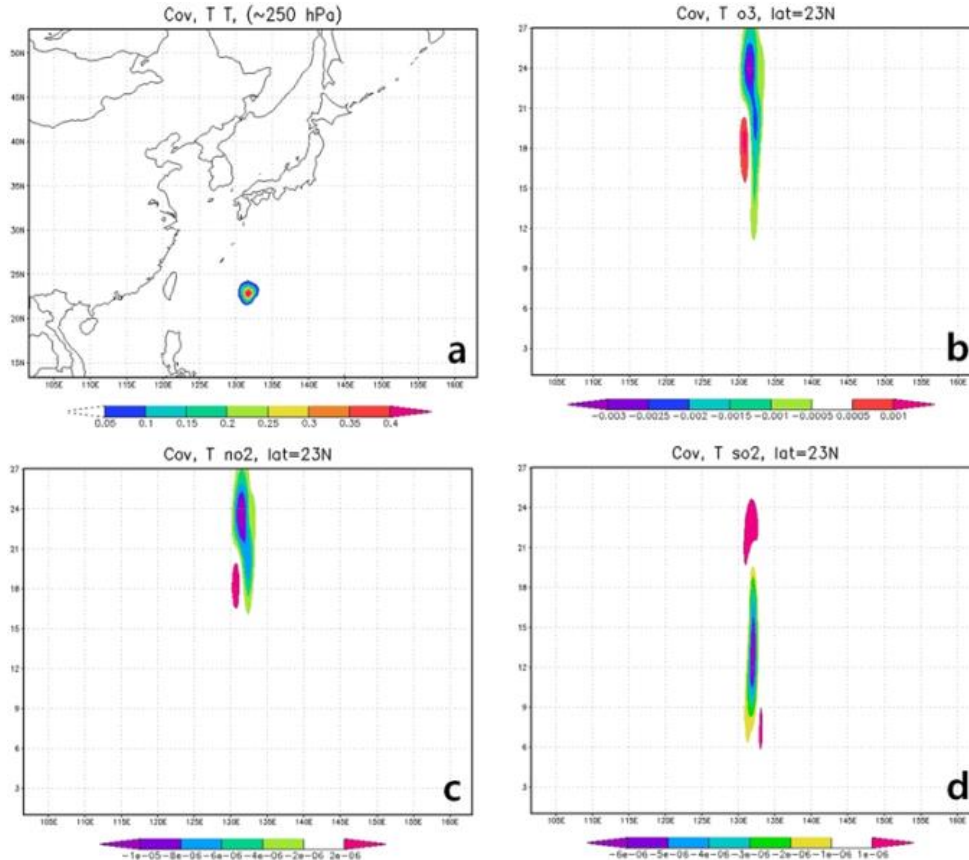 Cov, T T, (~250 hPa)
50N
45N
40N
35N
30N
25N
20N
15N
a
105E 110E 115E 120E 125E 130E 135E 140E 145E 150E 155E 160E
0.05 0.1 0.15 0.2 0.25 0.3 0.35 0.4
Cov, T o3, lat=23N
27
24
21
18
15
12
9
6
3
b
105E 110E 115E 120E 125E 130E 135E 140E 145E 150E 155E 160E
-0.003 -0.0025 -0.002 -0.0015 -0.001 -0.0005 0.0005 0.001
Cov, T no2, lat=23N
27
24
21
18
15
12
9
6
3
c
105E 110E 115E 120E 125E 130E 135E 140E 145E 150E 155E 160E
-1e-05 -8e-06 -6e-06 -4e-06 -2e-06 2e-06
Cov, T so2, lat=23N
27
24
21
18
15
12
9
6
3
d
105E 110E 115E 120E 125E 130E 135E 140E 145E 150E 155E 160E
-6e-06 -5e-06 -4e-06 -3e-06 -2e-06 -1e-06 1e-06